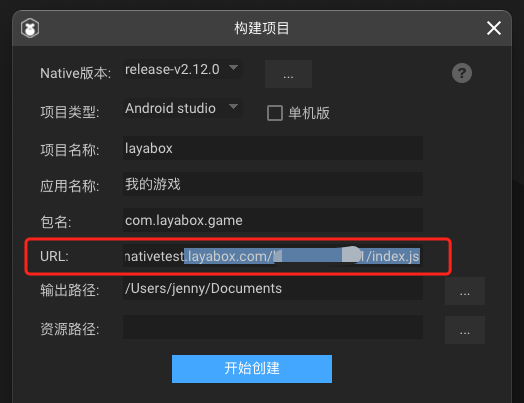 构建项目
Native版本: release-v2.12.0 ... ?
项目类型: Android studio 单机版
项目名称: layabox
应用名称: 我的游戏
包名: com.layabox.game
URL: nativetest.layabox.com/ 1/index.js
输出路径: /Users/jenny/Documents ...
资源路径: ...
开始创建